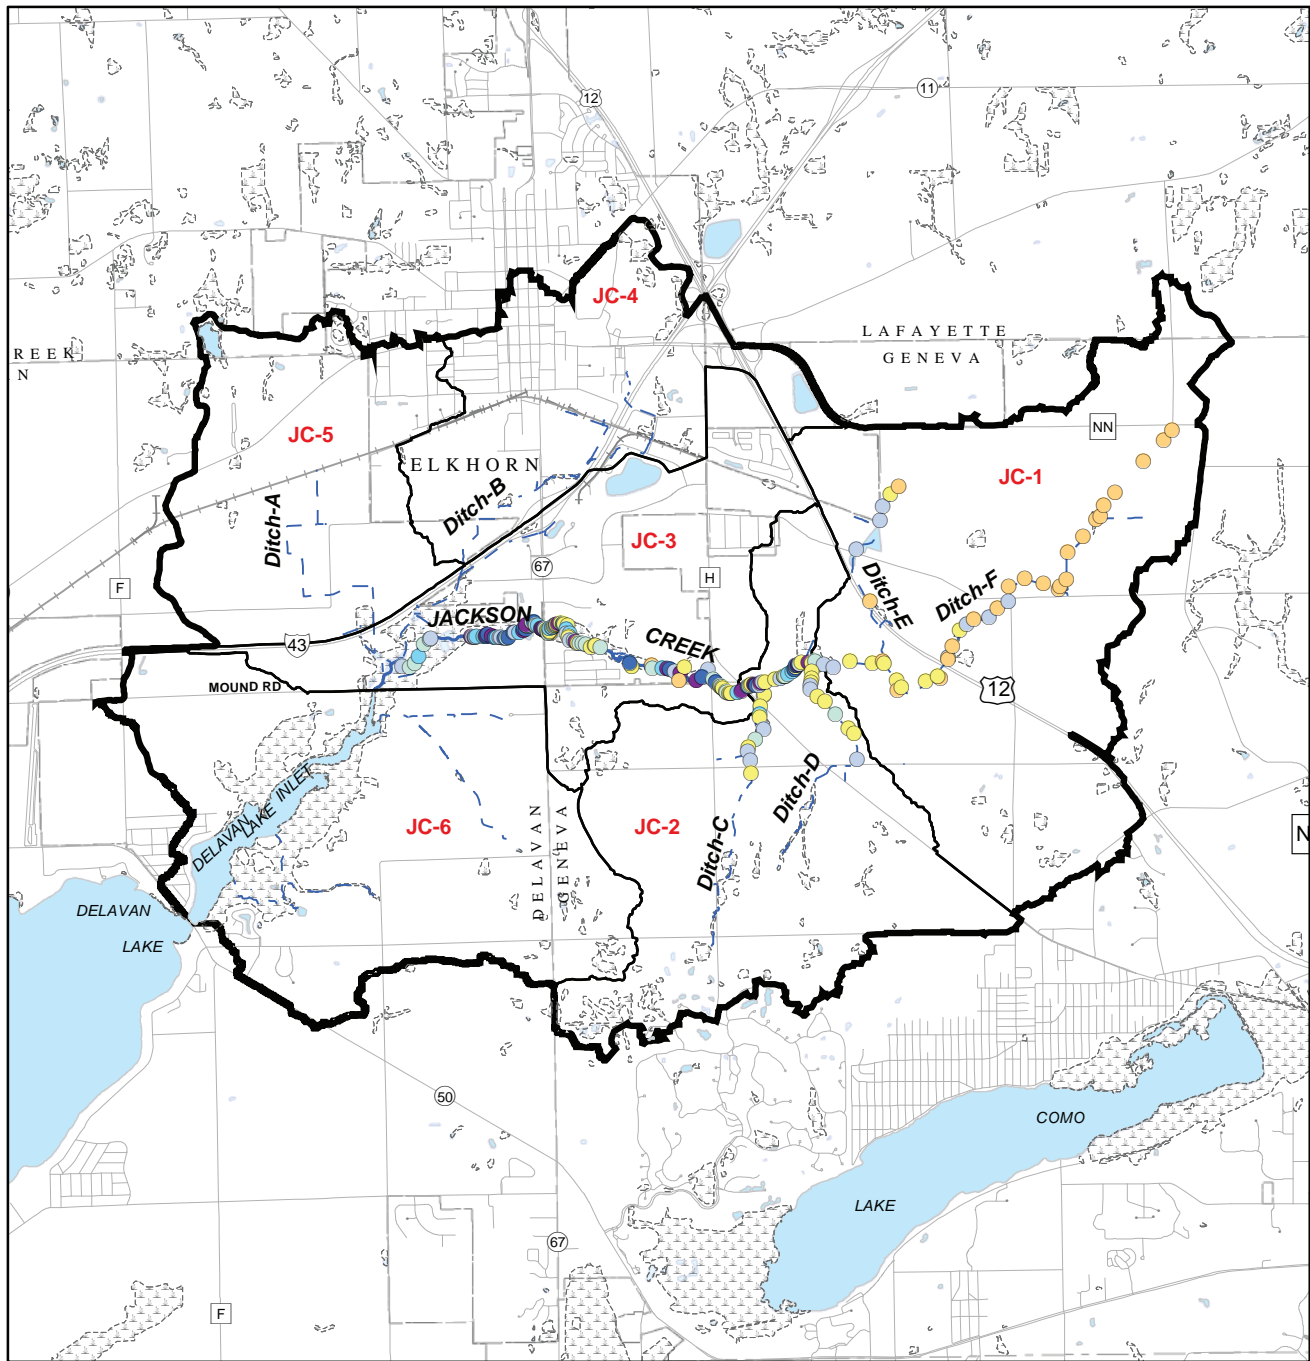 12
11
JC-4
LAFAYETTE
GENEVA
REEK
N
NN
JC-5
ELKHORN
JC-1
Ditch-A
Ditch-B
JC-3
67
H
F
Ditch-E
Ditch-F
JACKSON
CREEK
43
MOUND RD
12
DELAVAN
LAKE INLET
Ditch-D
JC-6
JC-2
DELAVAN
GENEVA
Ditch-C
N
DELAVAN
LAKE
50
COMO
LAKE
67
F